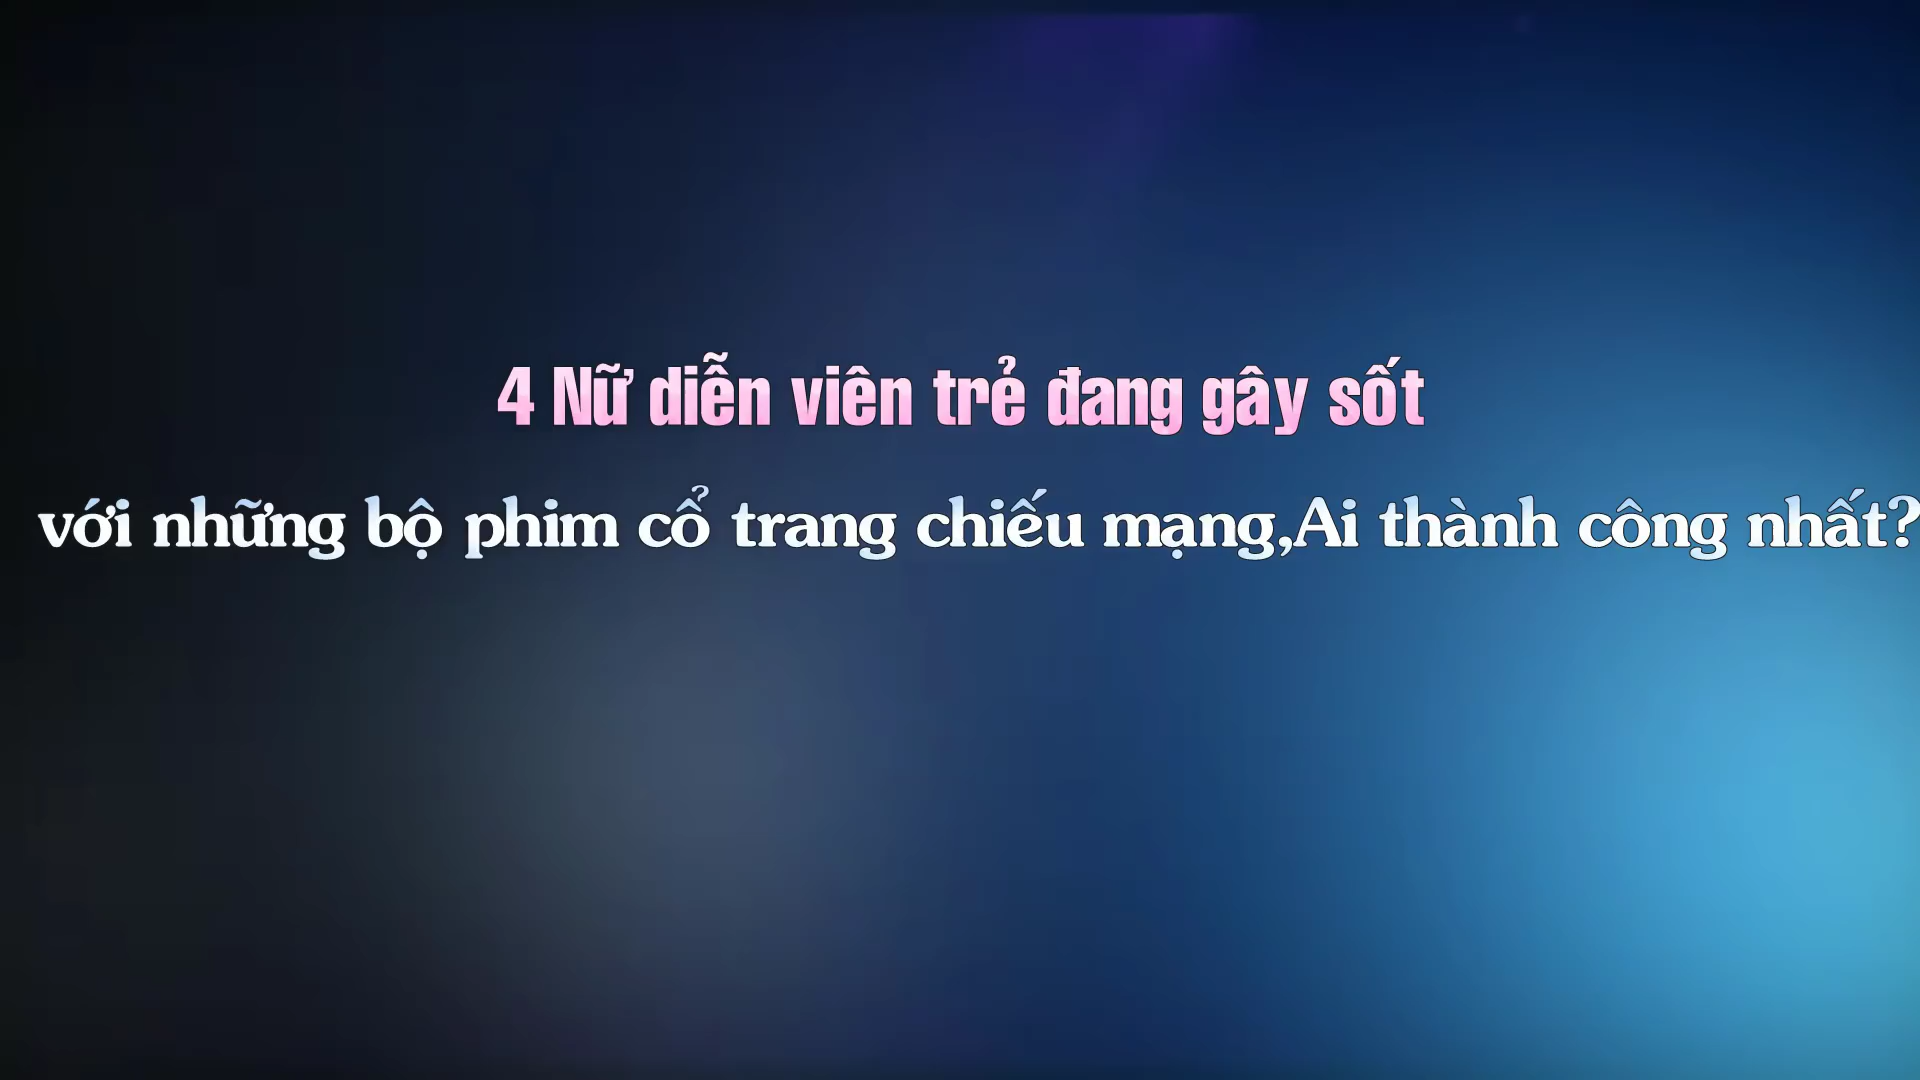 4 Nữ diễn viên trẻ đang gây sốt
với những bộ phim cổ trang chiếu mạng,Ai thành công nhất?